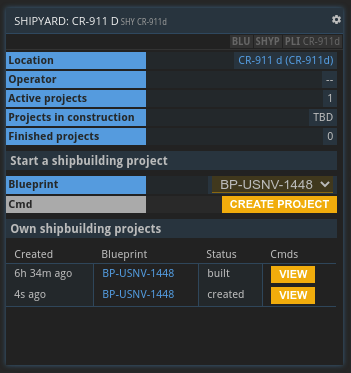 SHIPYARD: CR-911 D SHY CR-911d
BLU SHYP PLI CR-911d
Location CR-911 d (CR-911d)
Operator --
Active projects 1
Projects in construction TBD
Finished projects 0
Start a shipbuilding project
Blueprint BP-USNV-1448
Cmd CREATE PROJECT
Own shipbuilding projects
Created Blueprint Status Cmds
6h 34m ago BP-USNV-1448 built VIEW
4s ago BP-USNV-1448 created VIEW